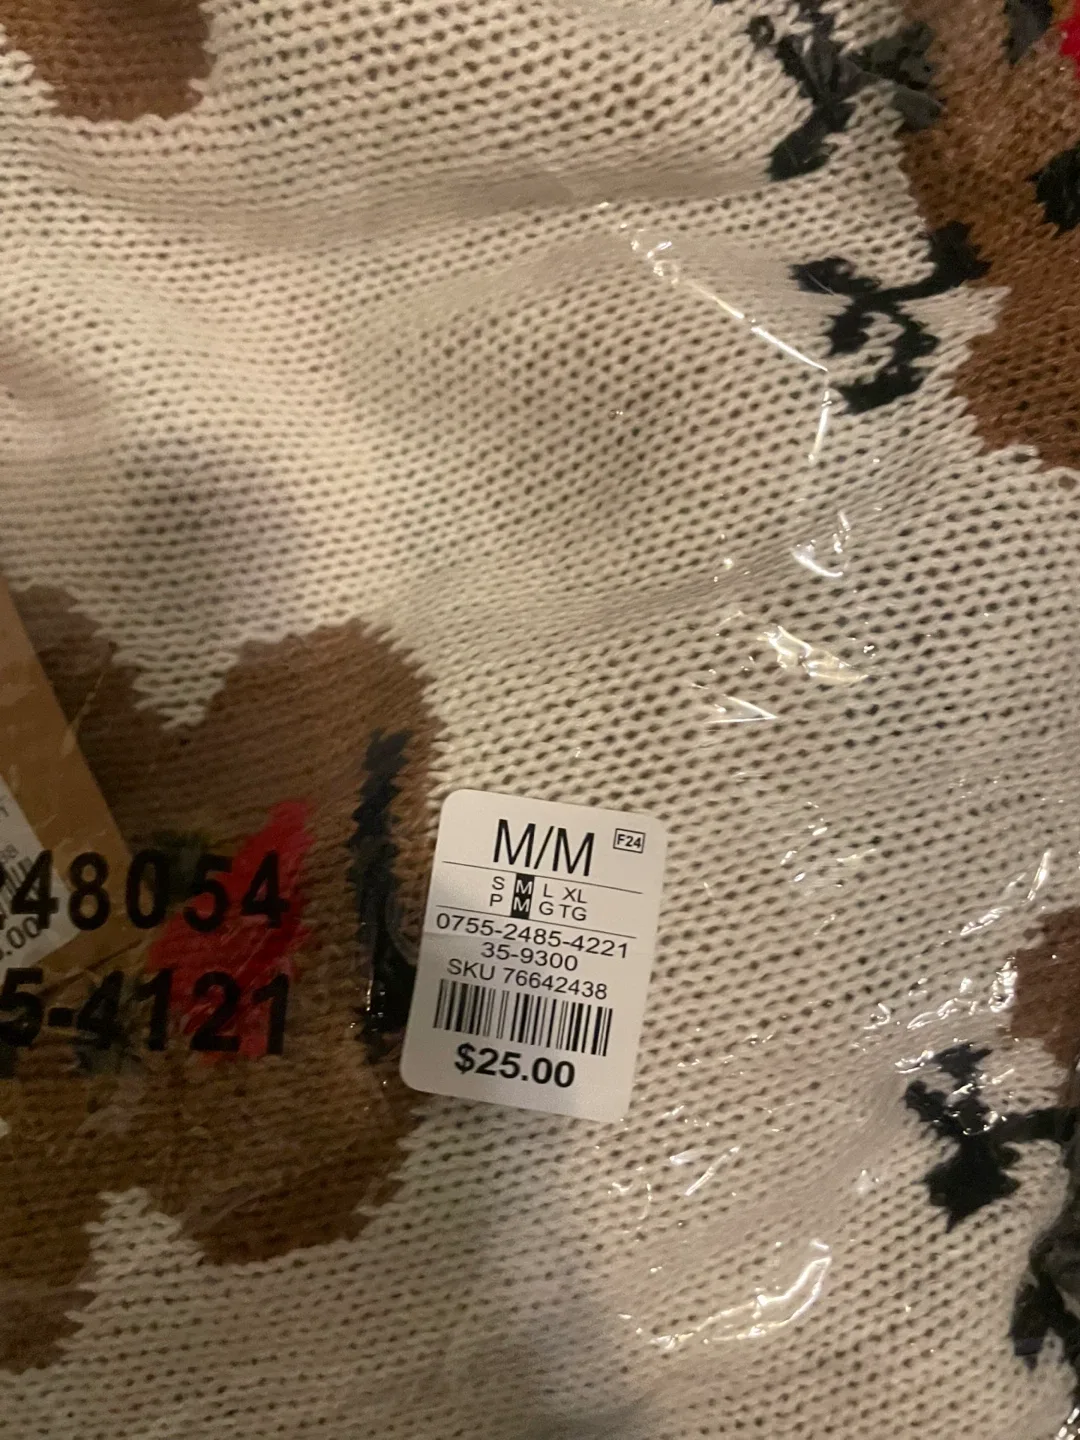 M/M F24
S M L XL
P M G TG
0755-2485-4221
35-9300
SKU 76642438
$25.00
48054
5-4121